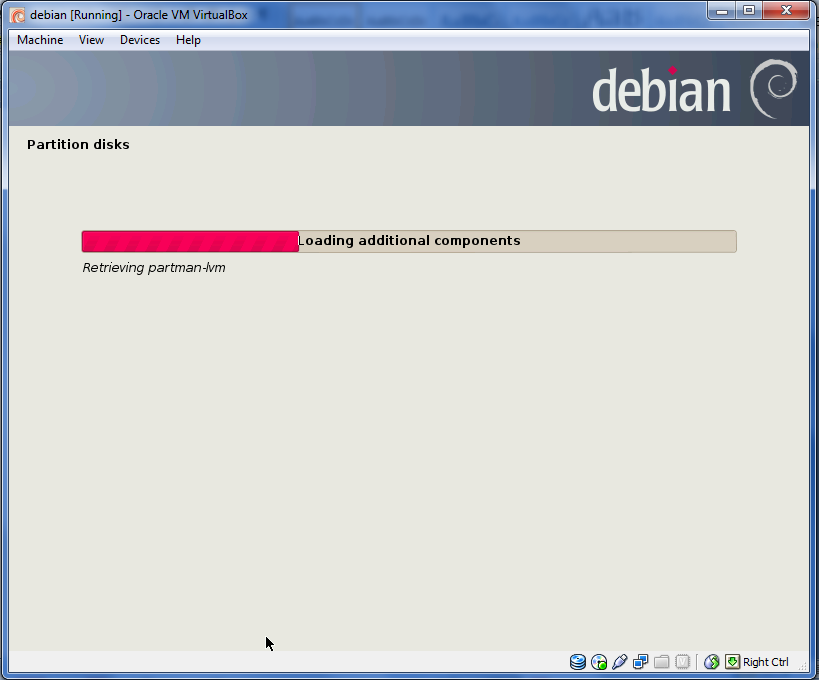 debian [Running] - Oracle VM VirtualBox
Machine View Devices Help
debian
Partition disks
Loading additional components
Retrieving partman-lvm
Right Ctrl